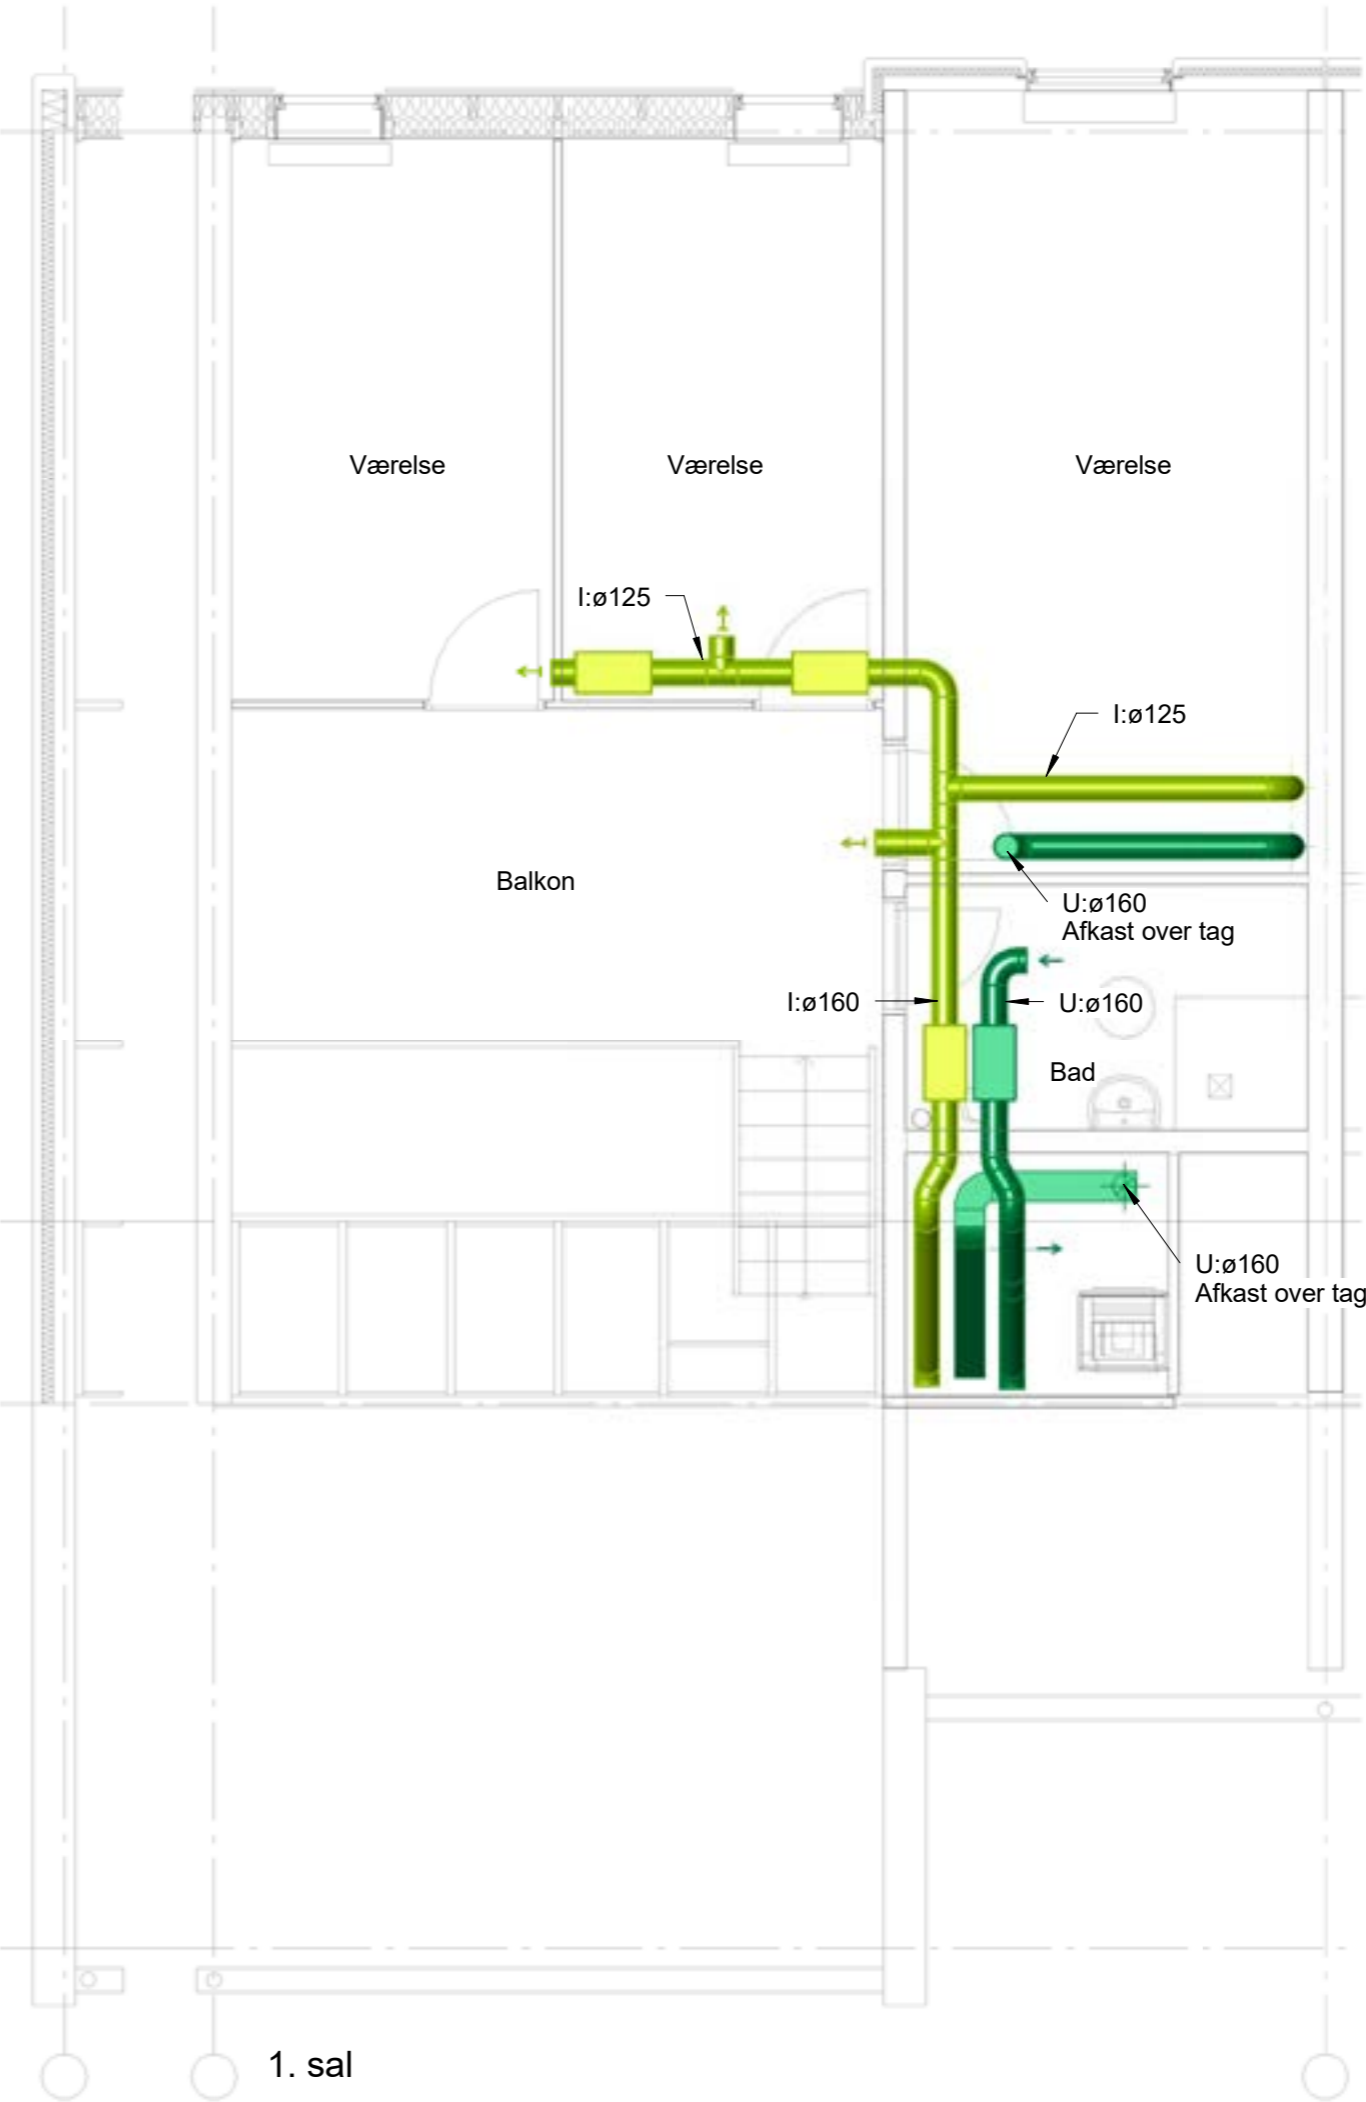 Værelse
Værelse
Værelse
I:ø125
I:ø125
Balkon
U:ø160
Afkast over tag
I:ø160
U:ø160
Bad
U:ø160
Afkast over tag
1. sal